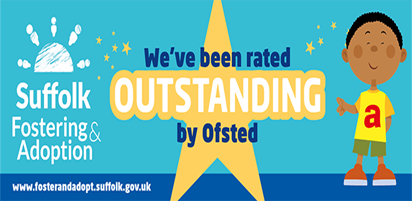 Suffolk
Fostering &
Adoption
www.fosterandadopt.suffolk.gov.uk
We've been rated
OUTSTANDING
by Ofsted
a